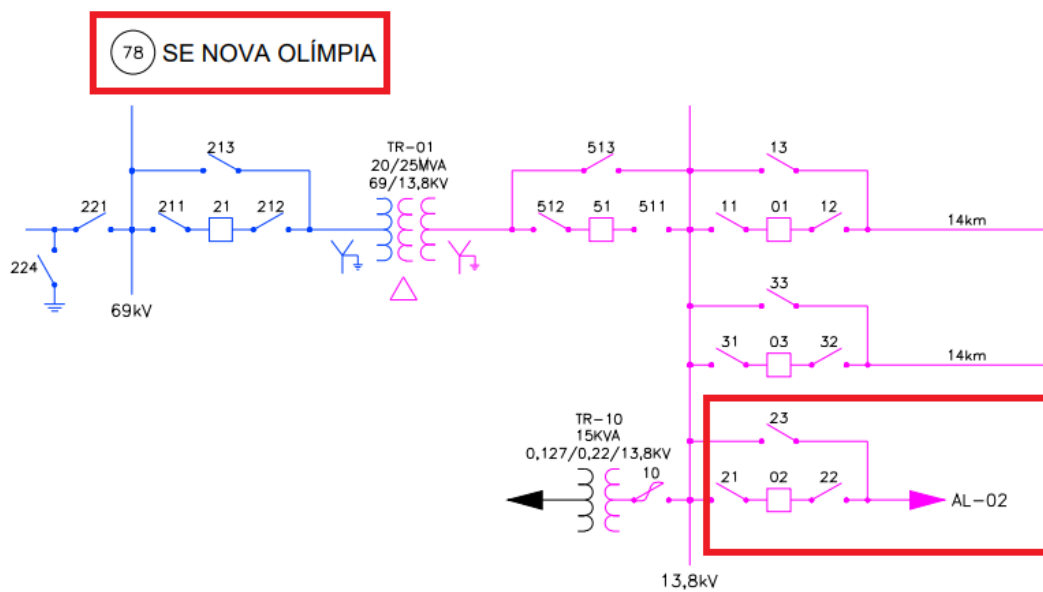 78 SE NOVA OLÍMPIA
213
TR-01
20/25MVA
69/13,8KV
513
13
221
211
21
212
512
51
511
11
01
12
14km
224
69kV
33
31
03
32
14km
TR-10
15KVA
0,127/0,22/13,8KV
10
23
21
02
22
AL-02
13,8kV